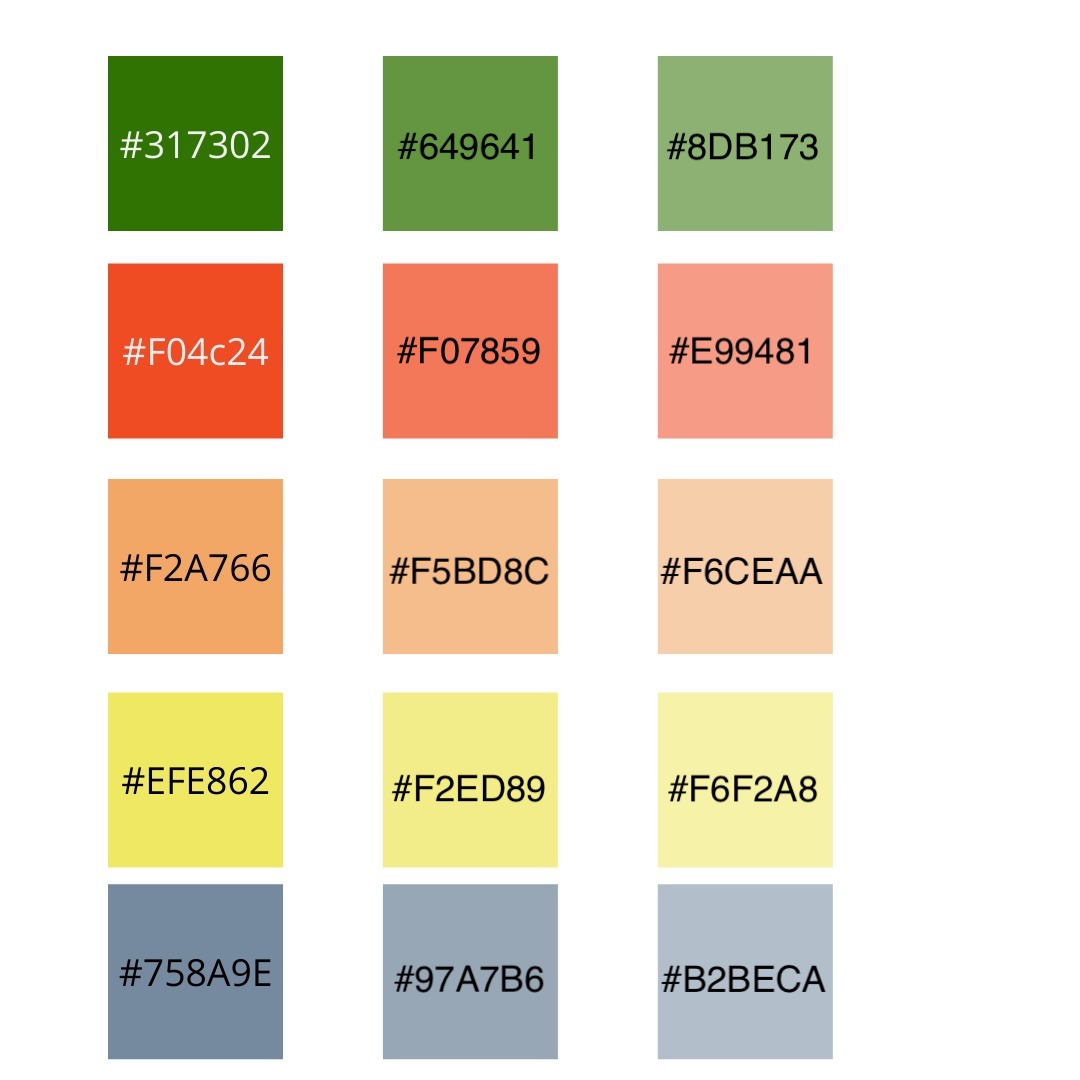 #317302 #649641 #8DB173
#F04c24 #F07859 #E99481
#F2A766 #F5BD8C #F6CEAA
#EFE862 #F2ED89 #F6F2A8
#758A9E #97A7B6 #B2BECA